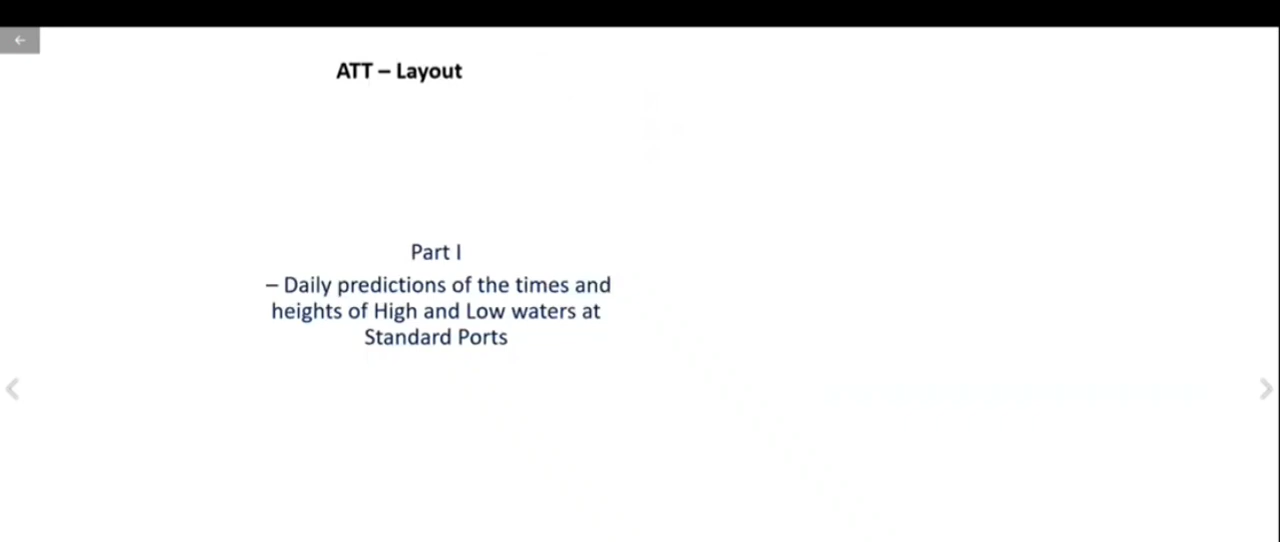 ATT – Layout
Part I
– Daily predictions of the times and
heights of High and Low waters at
Standard Ports